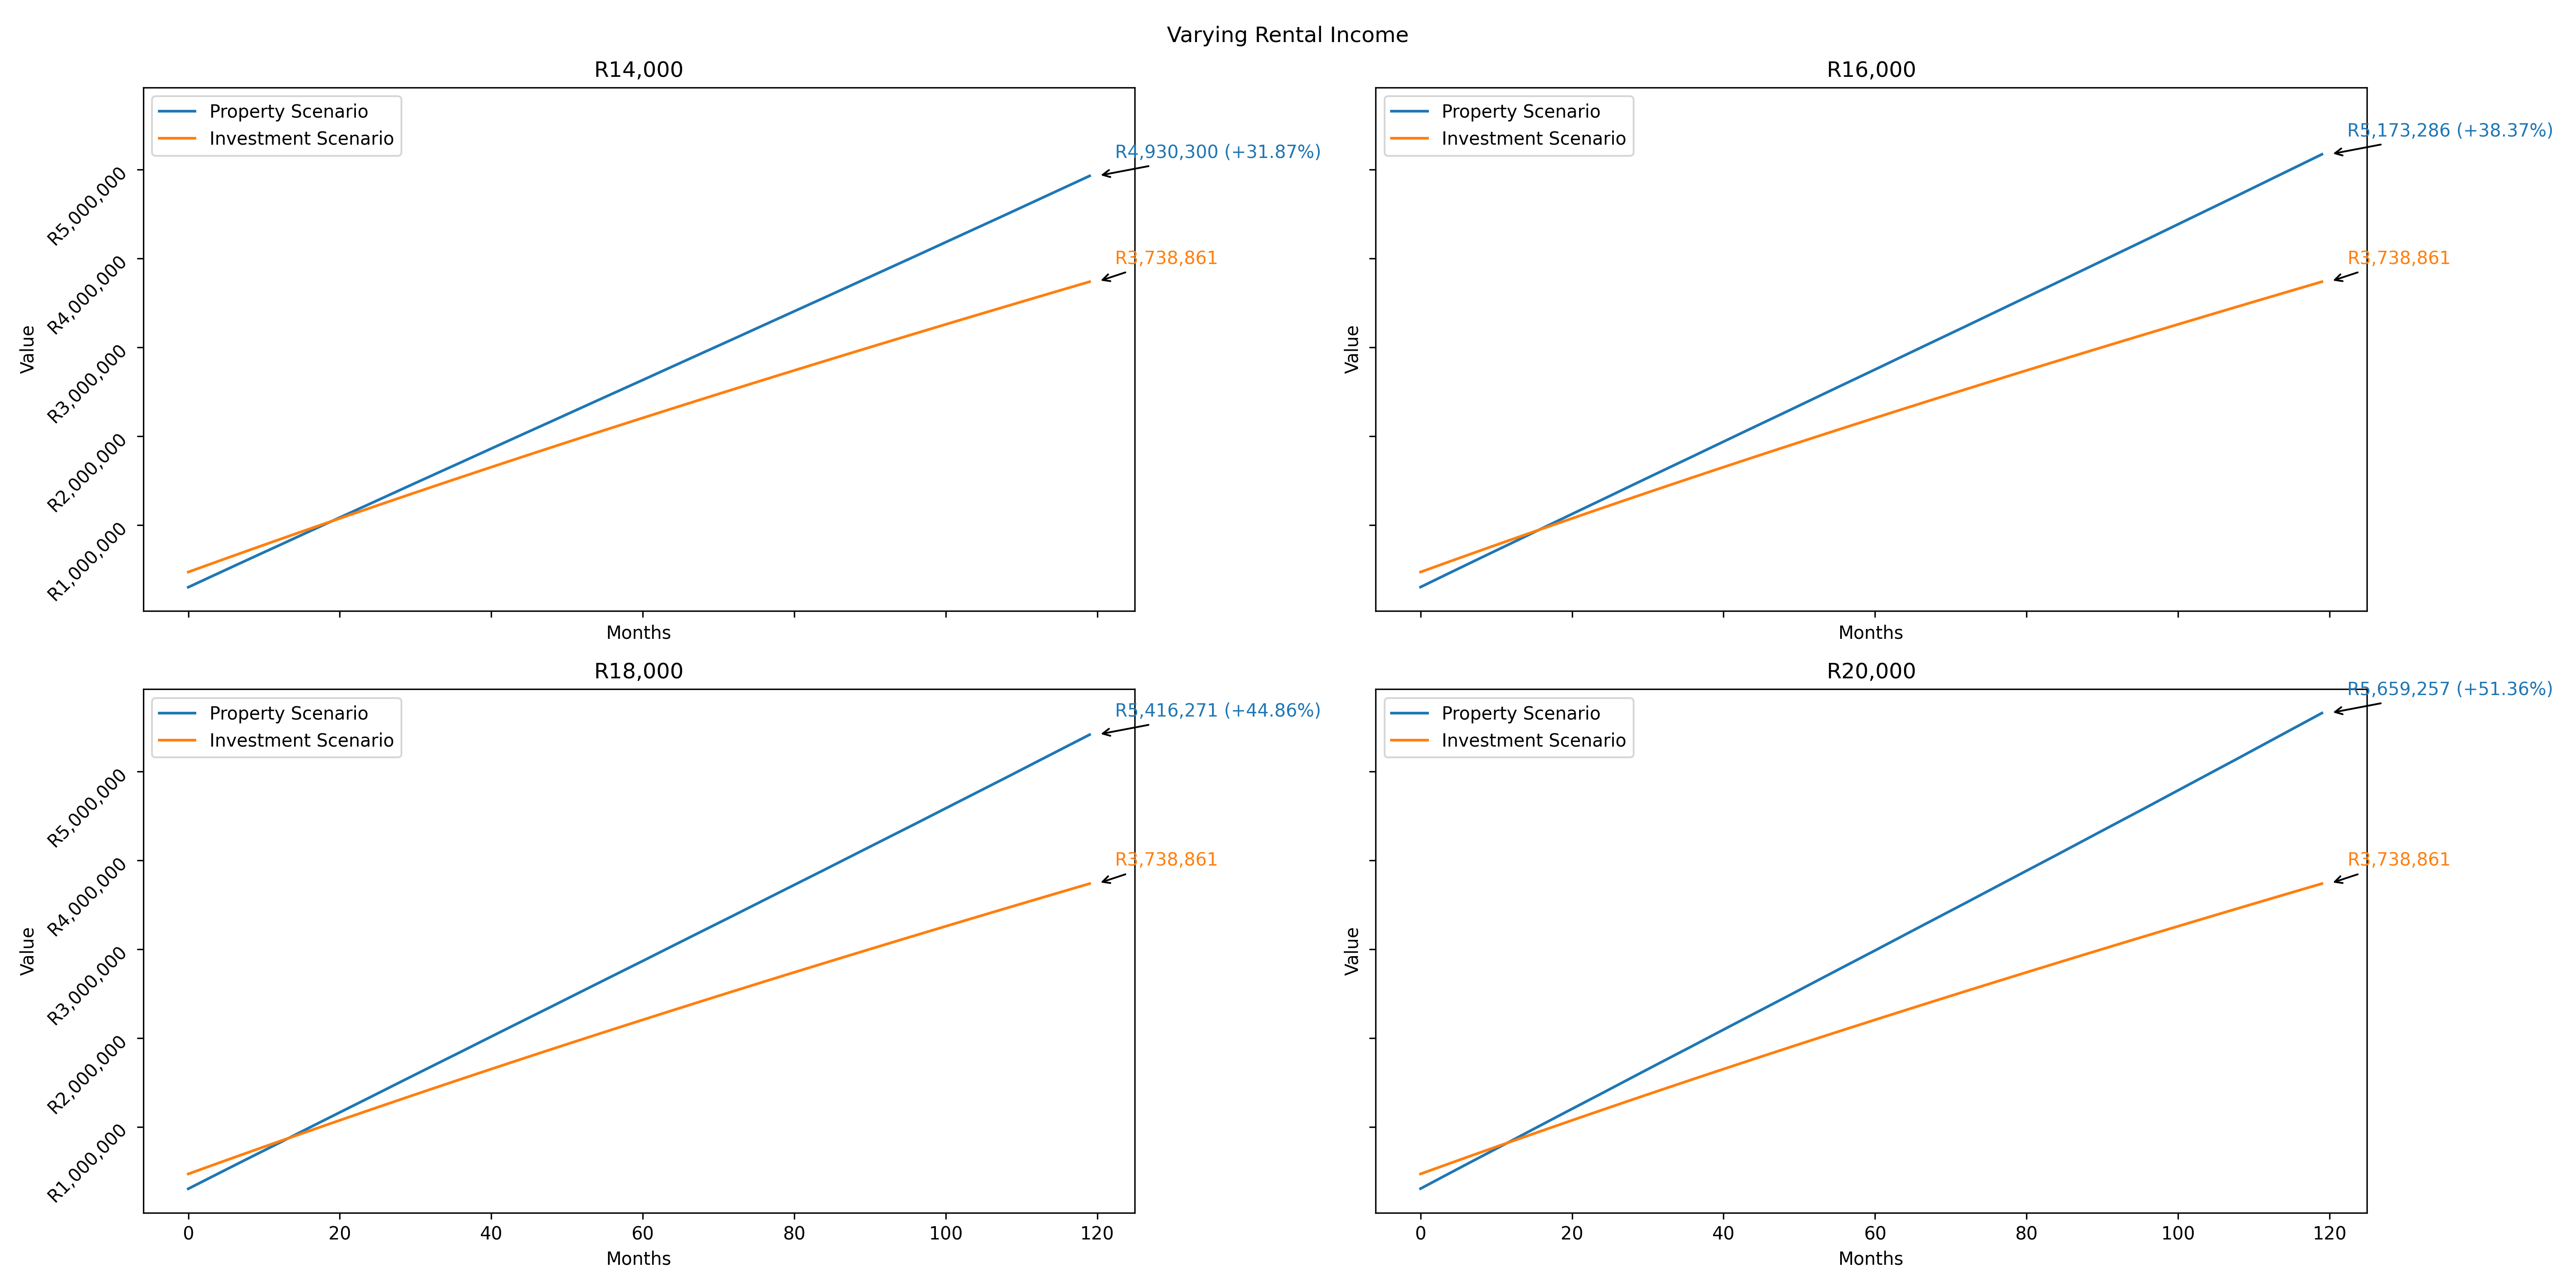 Varying Rental Income
R14,000
Property Scenario
Investment Scenario
R4,930,300 (+31.87%)
R3,738,861
R5,000,000
R4,000,000
R3,000,000
R2,000,000
R1,000,000
Value
Months
R16,000
Property Scenario
Investment Scenario
R5,173,286 (+38.37%)
R3,738,861
Value
Months
R18,000
Property Scenario
Investment Scenario
R5,416,271 (+44.86%)
R3,738,861
R5,000,000
R4,000,000
R3,000,000
R2,000,000
R1,000,000
Value
0 20 40 60 80 100 120
Months
R20,000
Property Scenario
Investment Scenario
R5,659,257 (+51.36%)
R3,738,861
Value
0 20 40 60 80 100 120
Months